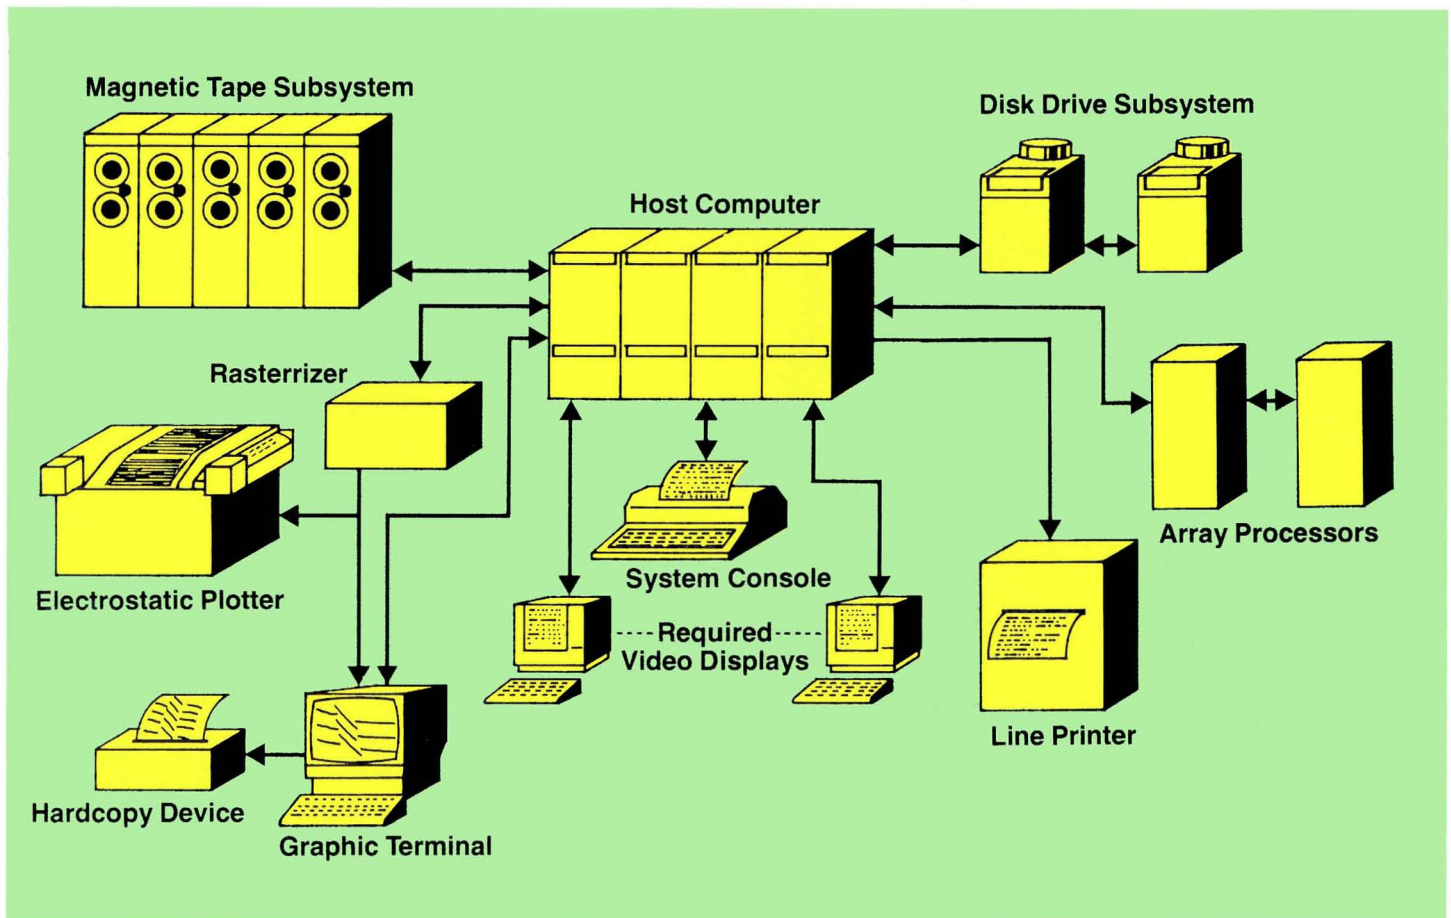 Magnetic Tape Subsystem
Disk Drive Subsystem
Host Computer
Rasterrizer
Electrostatic Plotter
System Console
Array Processors
Required
Video Displays
Line Printer
Hardcopy Device
Graphic Terminal